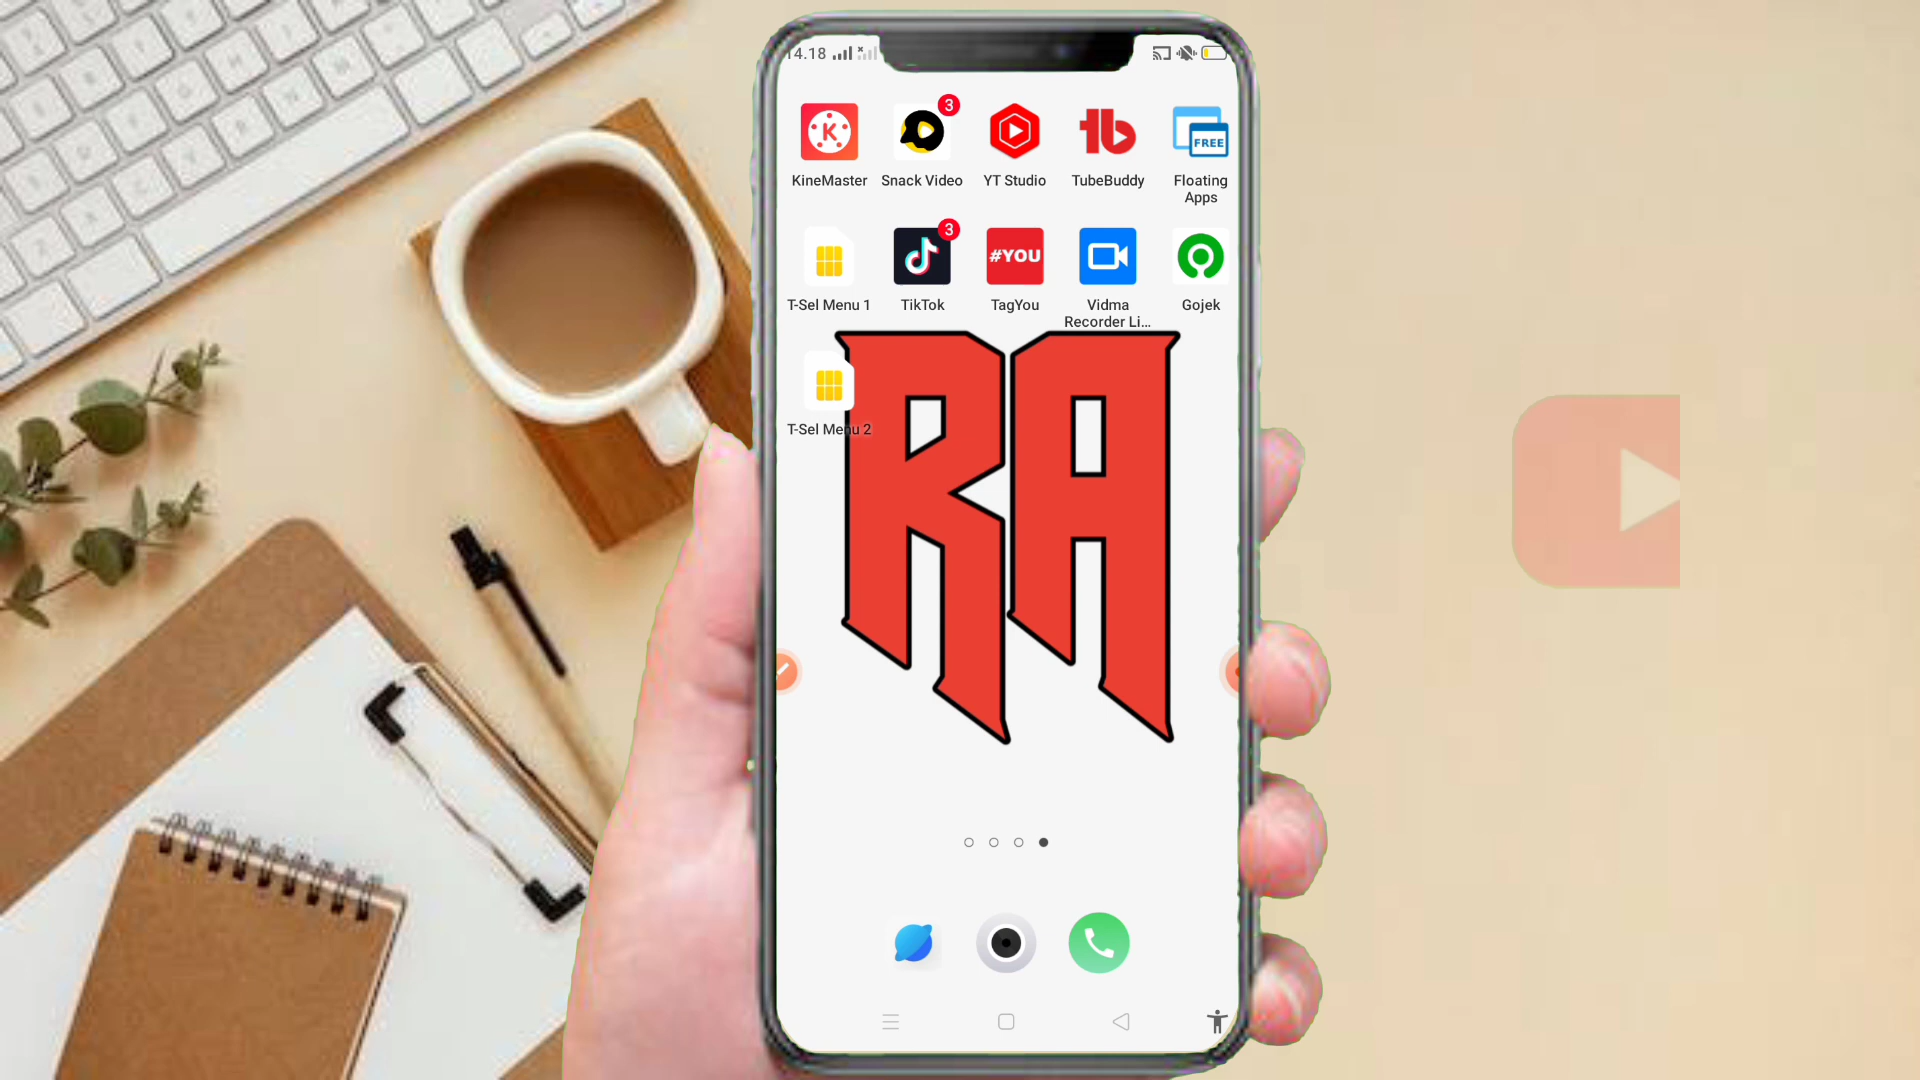 14.18
3
K
FREE
KineMaster
Snack Video
YT Studio
TubeBuddy
Floating
Apps
3
#YOU
T-Sel Menu 1
TikTok
TagYou
Vidma
Recorder Li...
Gojek
T-Sel Menu 2
RA